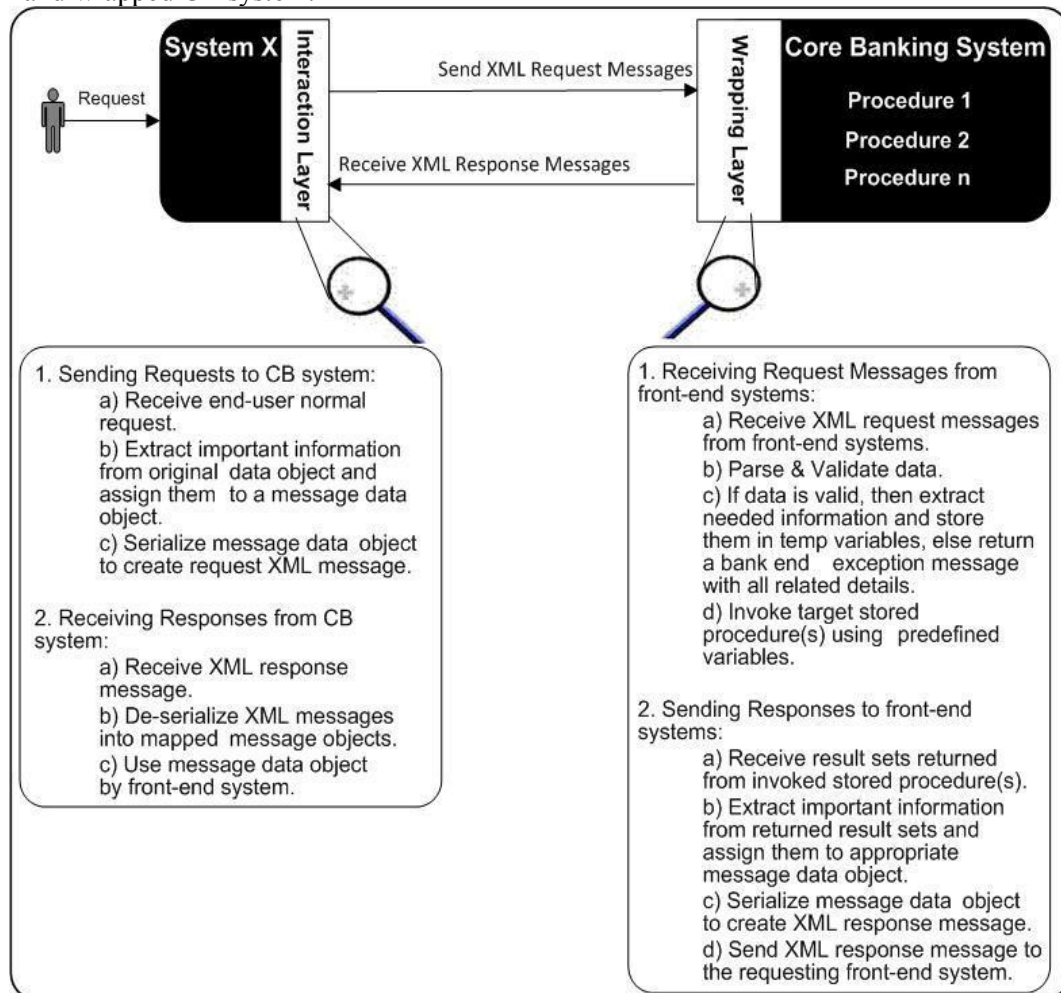 System X
Interaction Layer
Request
Send XML Request Messages
Receive XML Response Messages
Wrapping Layer
Core Banking System
Procedure 1
Procedure 2
Procedure n
1. Sending Requests to CB system:
a) Receive end-user normal
request.
b) Extract important information
from original data object and
assign them to a message data
object.
c) Serialize message data object
to create request XML message.
2. Receiving Responses from CB
system:
a) Receive XML response
message.
b) De-serialize XML messages
into mapped message objects.
c) Use message data object
by front-end system.
1. Receiving Request Messages from
front-end systems:
a) Receive XML request messages
from front-end systems.
b) Parse & Validate data.
c) If data is valid, then extract
needed information and store
them in temp variables, else return
a bank end exception message
with all related details.
d) Invoke target stored
procedure(s) using predefined
variables.
2. Sending Responses to front-end
systems:
a) Receive result sets returned
from invoked stored procedure(s).
b) Extract important information
from returned result sets and
assign them to appropriate
message data object.
c) Serialize message data object
to create XML response message.
d) Send XML response message to
the requesting front-end system.